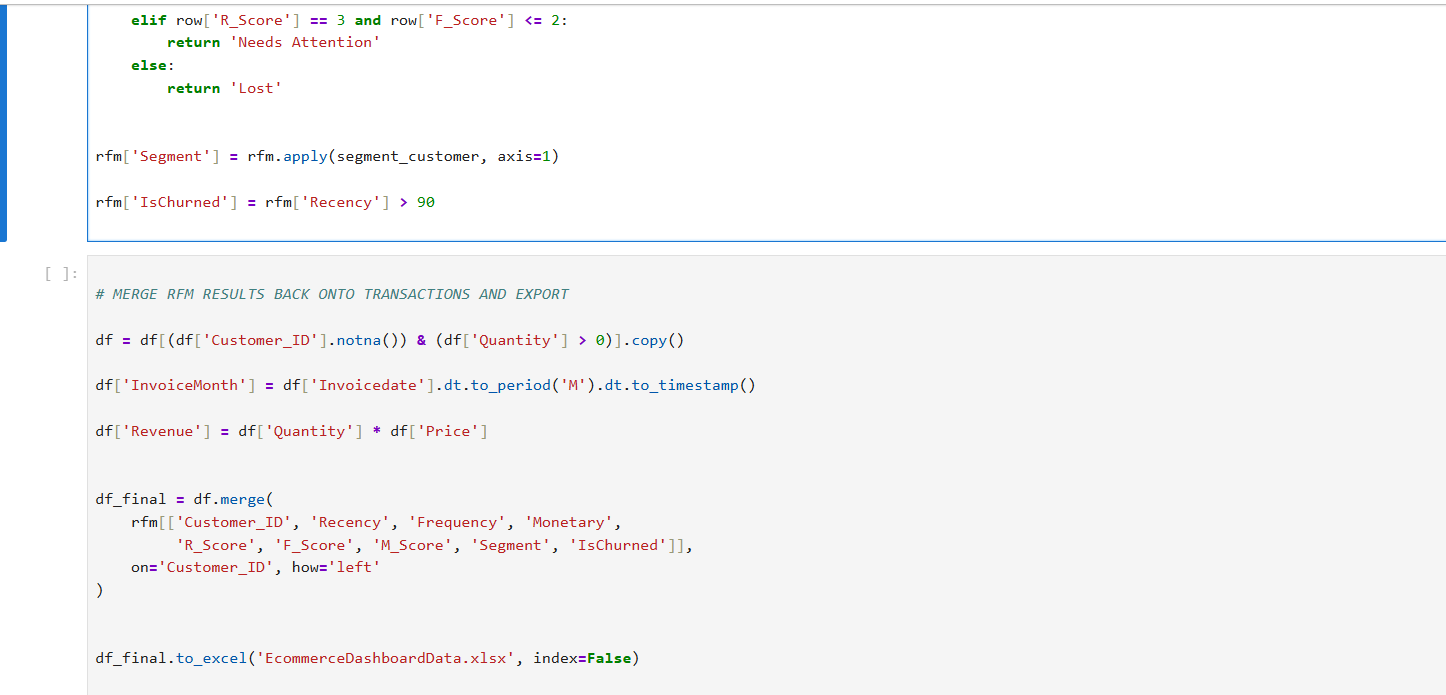 elif row['R_Score'] == 3 and row['F_Score'] <= 2:
return 'Needs Attention'
else:
return 'Lost'
rfm['Segment'] = rfm.apply(segment_customer, axis=1)
rfm['IsChurned'] = rfm['Recency'] > 90
[ ]:
# MERGE RFM RESULTS BACK ONTO TRANSACTIONS AND EXPORT
df = df[(df['Customer_ID'].notna()) & (df['Quantity'] > 0)].copy()
df['InvoiceMonth'] = df['Invoicedate'].dt.to_period('M').dt.to_timestamp()
df['Revenue'] = df['Quantity'] * df['Price']
df_final = df.merge(
rfm[['Customer_ID', 'Recency', 'Frequency', 'Monetary',
'R_Score', 'F_Score', 'M_Score', 'Segment', 'IsChurned']],
on='Customer_ID', how='left'
)
df_final.to_excel('EcommerceDashboardData.xlsx', index=False)